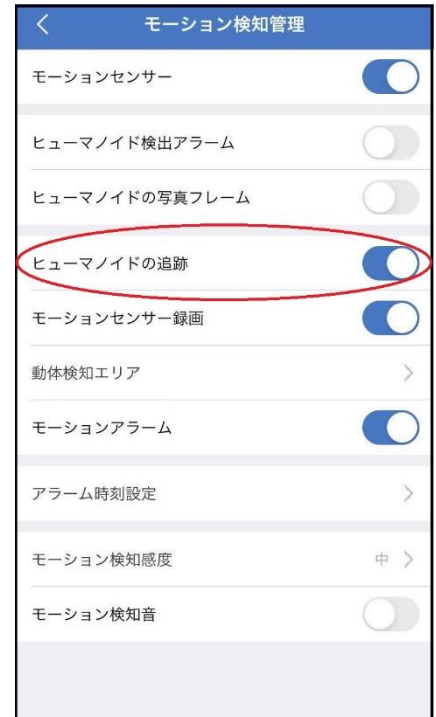 モーション検知管理
モーションセンサー
ヒューマノイド検出アラーム
ヒューマノイドの写真フレーム
ヒューマノイドの追跡
モーションセンサー録画
動体検知エリア
モーションアラーム
アラーム時刻設定
モーション検知感度 中
モーション検知音